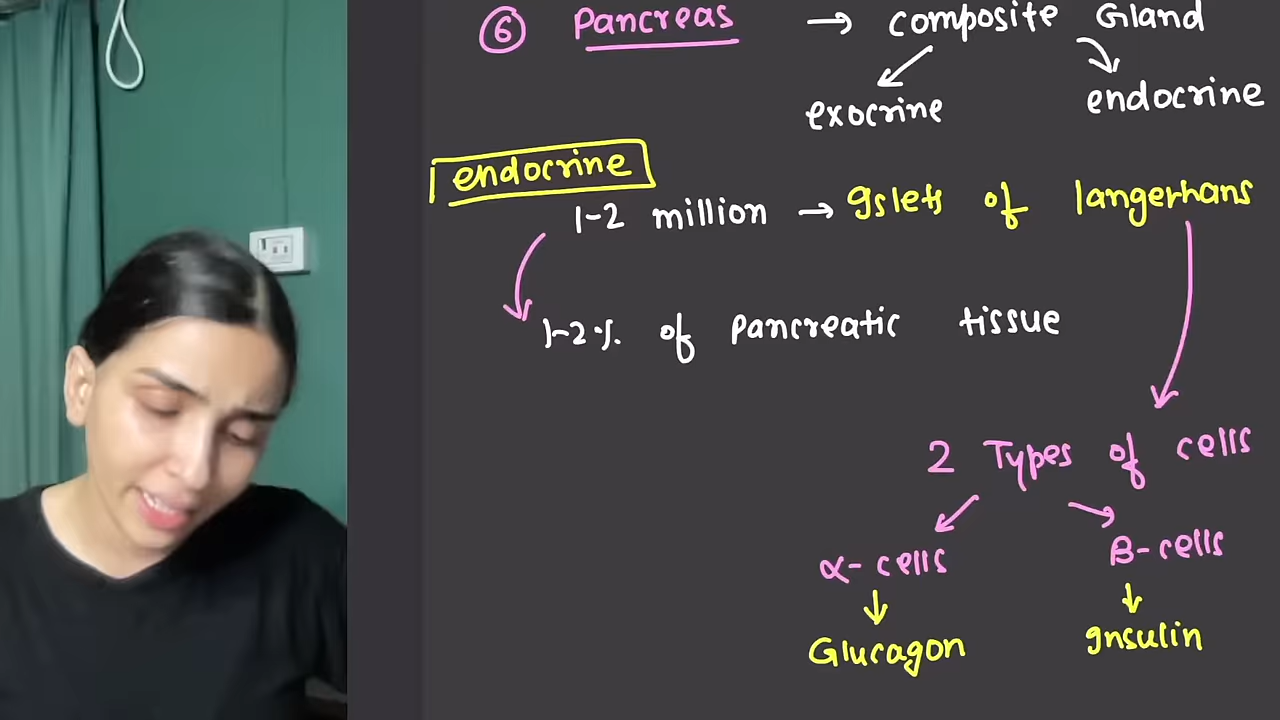 ⑥ Pancreas → composite Gland
exocrine endocrine
endocrine
1-2 million → Islets of langerhans
1-2% of Pancreatic tissue
2 Types of cells
α-cells β-cells
Glucagon Insulin